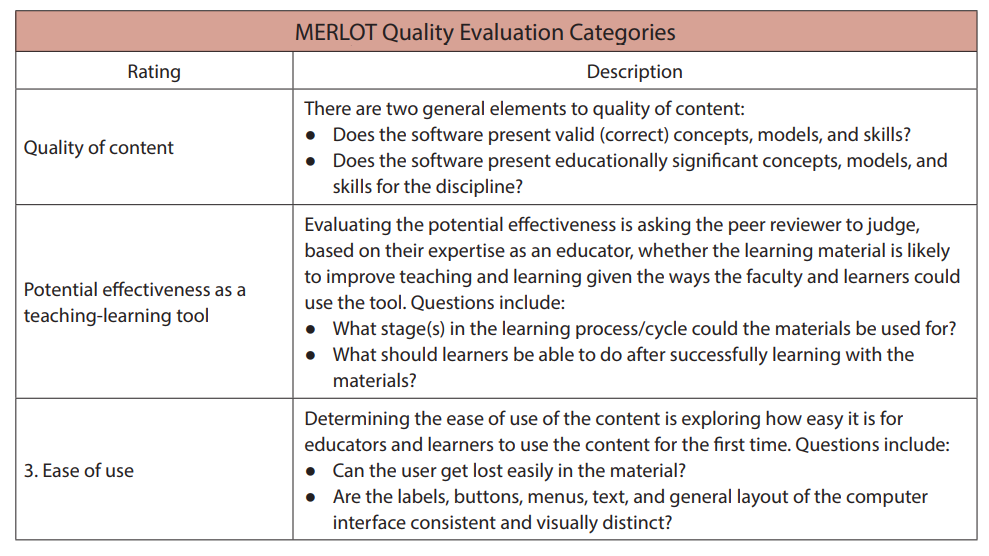 MERLOT Quality Evaluation Categories
Rating
Description
Quality of content
There are two general elements to quality of content:
● Does the software present valid (correct) concepts, models, and skills?
● Does the software present educationally significant concepts, models, and
skills for the discipline?
Potential effectiveness as a
teaching-learning tool
Evaluating the potential effectiveness is asking the peer reviewer to judge,
based on their expertise as an educator, whether the learning material is likely
to improve teaching and learning given the ways the faculty and learners could
use the tool. Questions include:
● What stage(s) in the learning process/cycle could the materials be used for?
● What should learners be able to do after successfully learning with the
materials?
3. Ease of use
Determining the ease of use of the content is exploring how easy it is for
educators and learners to use the content for the first time. Questions include:
● Can the user get lost easily in the material?
● Are the labels, buttons, menus, text, and general layout of the computer
interface consistent and visually distinct?